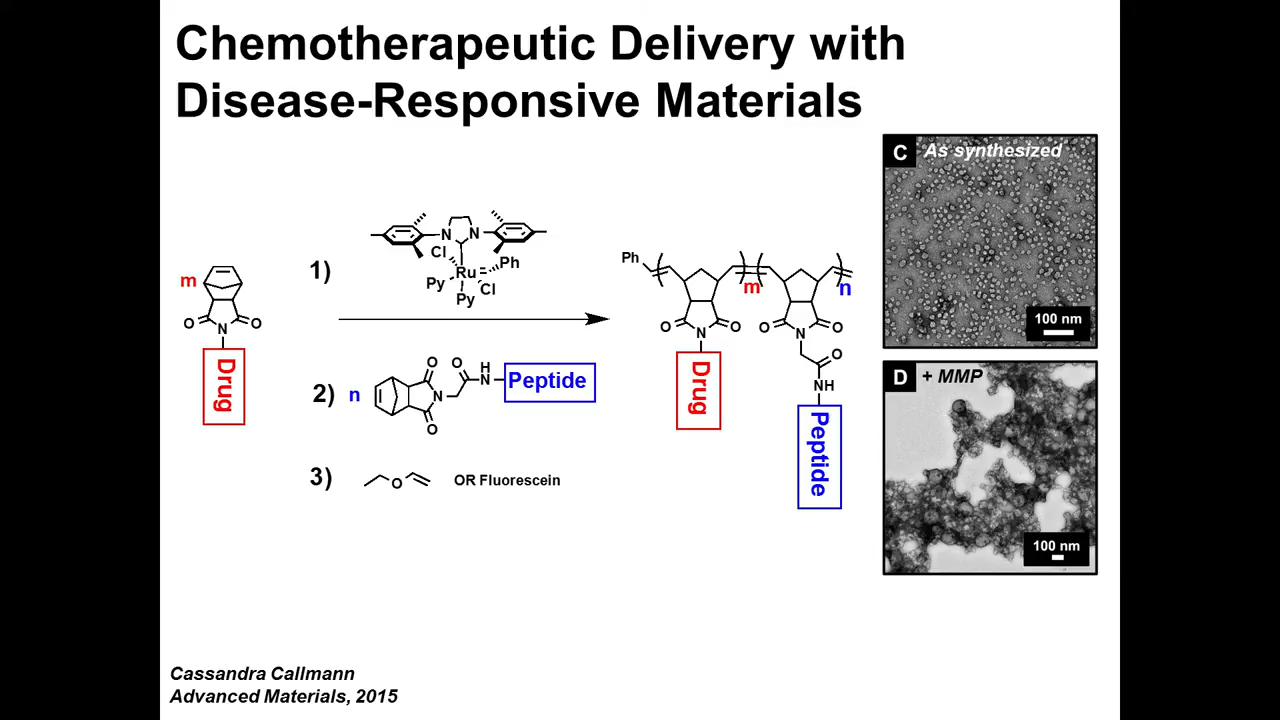 Chemotherapeutic Delivery with
Disease-Responsive Materials
m
O
N
O
Drug
1)
N
N
Cl
Ru
Ph
Py
Cl
Py
2)
n
O
N
O
O
H
N
Peptide
3)
O
OR Fluorescein
Ph
m
n
O
N
O
Drug
O
N
O
O
NH
Peptide
C
As synthesized
100 nm
D
+ MMP
100 nm
Cassandra Callmann
Advanced Materials, 2015